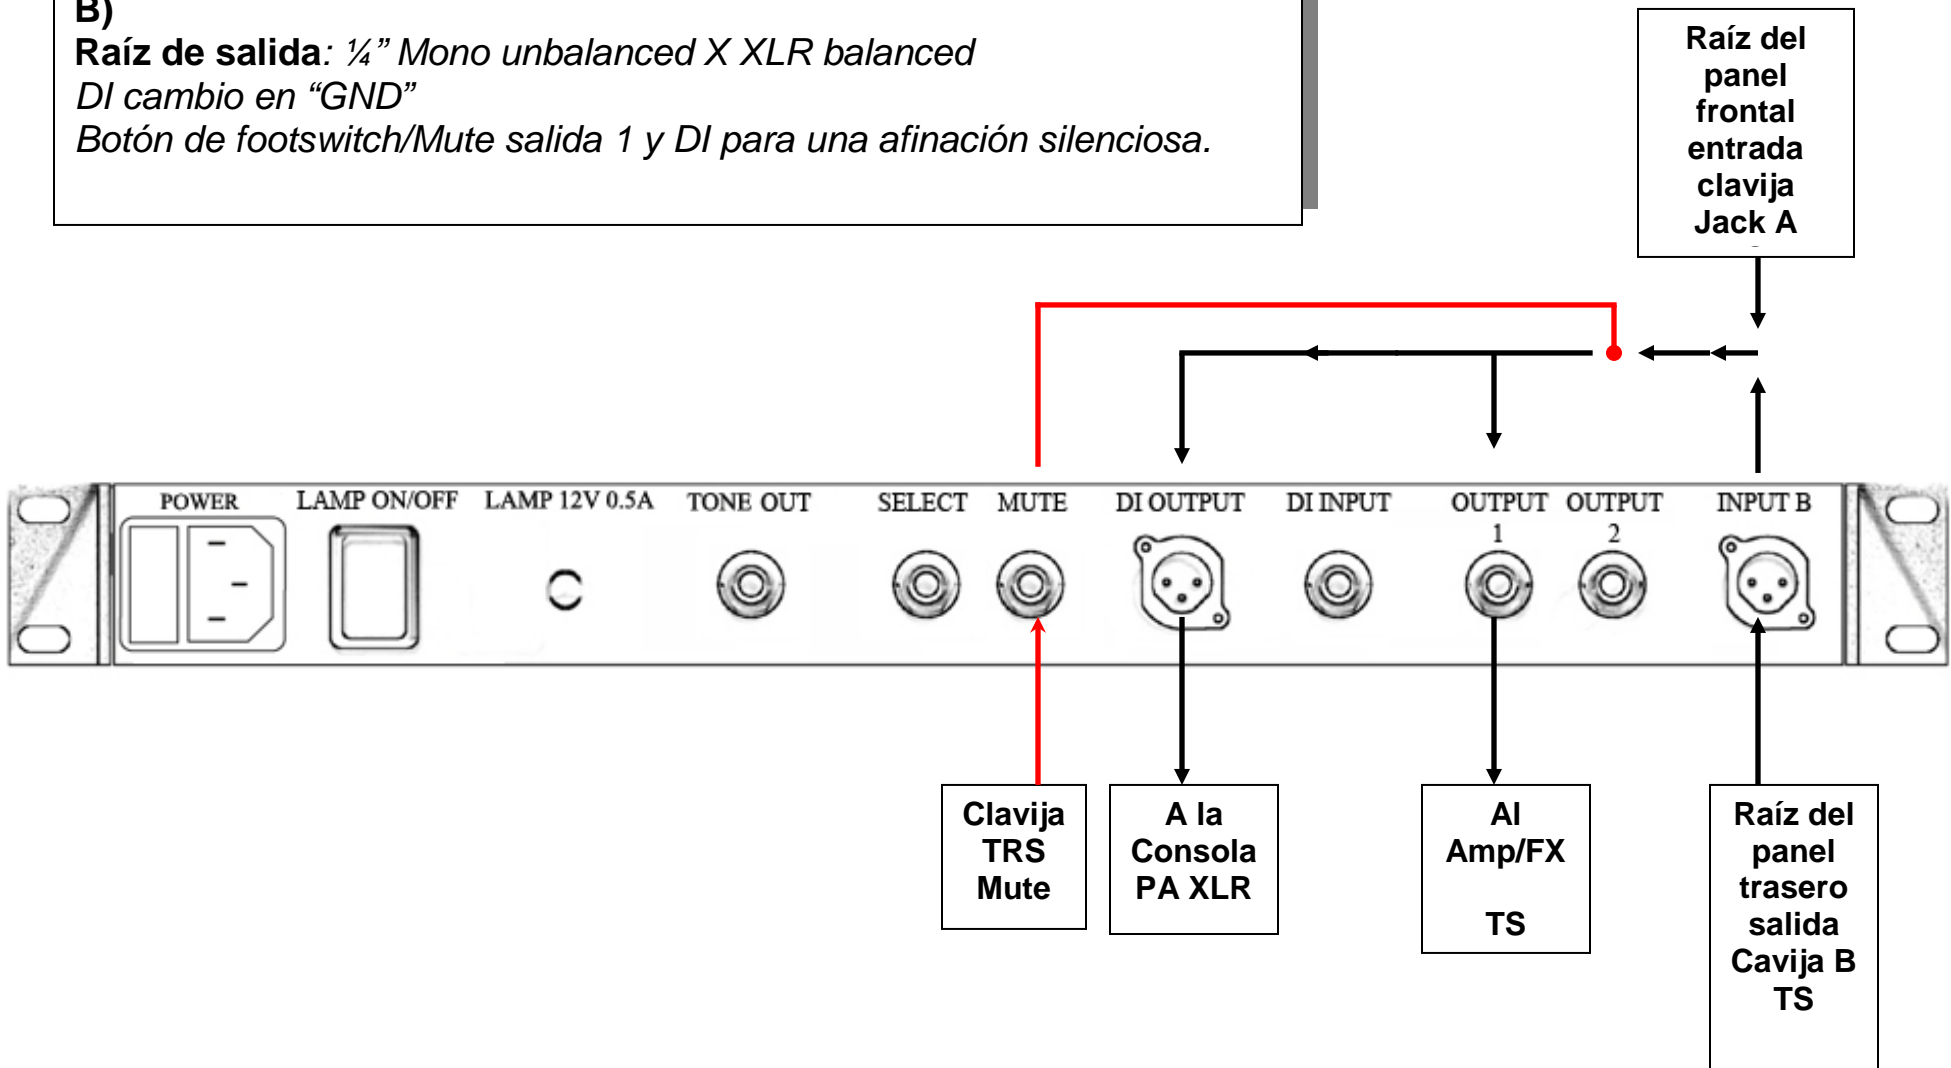 B)
Raíz de salida: ¼” Mono unbalanced X XLR balanced
DI cambio en “GND”
Botón de footswitch/Mute salida 1 y DI para una afinación silenciosa.
Raíz del
panel
frontal
entrada
clavija
Jack A
POWER
LAMP ON/OFF
LAMP 12V 0.5A
TONE OUT
SELECT
MUTE
DI OUTPUT
DI INPUT
OUTPUT
1
OUTPUT
2
INPUT B
Clavija
TRS
Mute
A la
Consola
PA XLR
Al
Amp/FX
TS
Raíz del
panel
trasero
salida
Cavija B
TS